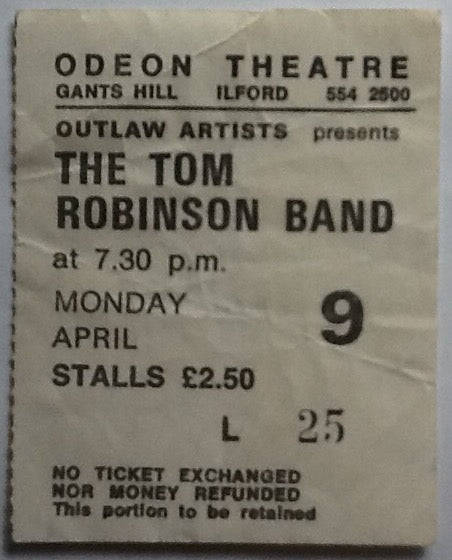 ODEON THEATRE
GANTS HILL ILFORD 554 2500
OUTLAW ARTISTS presents
THE TOM
ROBINSON BAND
at 7.30 p.m.
MONDAY 9
APRIL
STALLS £2.50
L 25
NO TICKET EXCHANGED
NOR MONEY REFUNDED
This portion to be retained